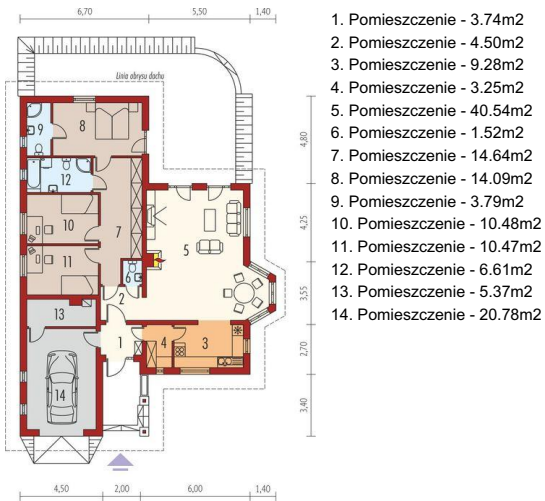 6,70 5,50 1,40
Linia obrysu dachu
9 8
12
10
7
11
5
6
2
13
1 4 3
14
4,80
4,25
3,55
2,70
3,40
4,50 2,00 6,00 1,40
1. Pomieszczenie - 3.74m2
2. Pomieszczenie - 4.50m2
3. Pomieszczenie - 9.28m2
4. Pomieszczenie - 3.25m2
5. Pomieszczenie - 40.54m2
6. Pomieszczenie - 1.52m2
7. Pomieszczenie - 14.64m2
8. Pomieszczenie - 14.09m2
9. Pomieszczenie - 3.79m2
10. Pomieszczenie - 10.48m2
11. Pomieszczenie - 10.47m2
12. Pomieszczenie - 6.61m2
13. Pomieszczenie - 5.37m2
14. Pomieszczenie - 20.78m2